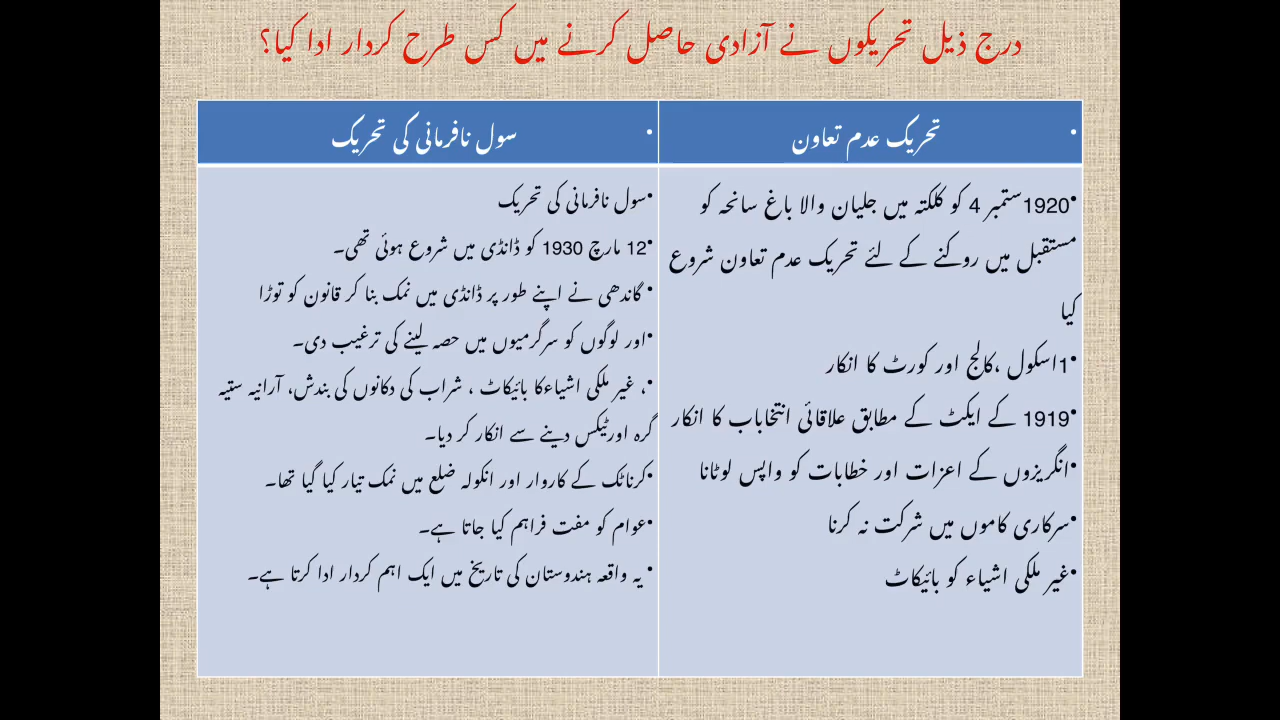 درج ذیل تحریکوں نے آزادی حاصل کرنے میں کس طرح کردار ادا کیا؟
• تحریک عدم تعاون
•1920ستمبر 4 کو کلکتہ میں جلیان والا باغ سانحہ کو
مستقبل میں روکنے کے لئے تحریک عدم تعاون شروع
کیا
•1اسکول ،کالج اور کورٹ کا انکار
•1919 کے ایکٹ کے مطابق علاقائی انتخاباب کا انکار
•انگریزوں کے اعزات اور خطابات کو واپس لوٹانا
•سرکاری کاموں میں شرکت نہ کرنا
•غیر ملکی اشیاء کو بائیکاٹ
• سول نافرمانی کی تحریک
•سول نافرمانی کی تحریک
•12 مارچ 1930 کو ڈانڈی میں شروع ہوئی تھی۔
• گاندھی نے اپنے طور پر ڈانڈی میں نمک بنا کر قانون کو توڑا
•اور لوگوں کو سرگرمیوں میں حصہ لینے کی ترغیب دی۔
•، غیر ملکی اشیاءکا بائیکاٹ ، شراب کی دکانوں کی بندش، آرانیہ ستیہ
گرہ اورٹیکس دینے سے انکار کر دیا۔
•کرناٹک کے کاروار اور انکولہ ضلع میں نمک تیار کیا گیا تھا۔
•عوام کو مفت فراہم کیا جاتا ہے۔
• یہ واقعہ ہندوستان کی تاریخ میں ایک اہم کردار ادا کرتا ہے۔